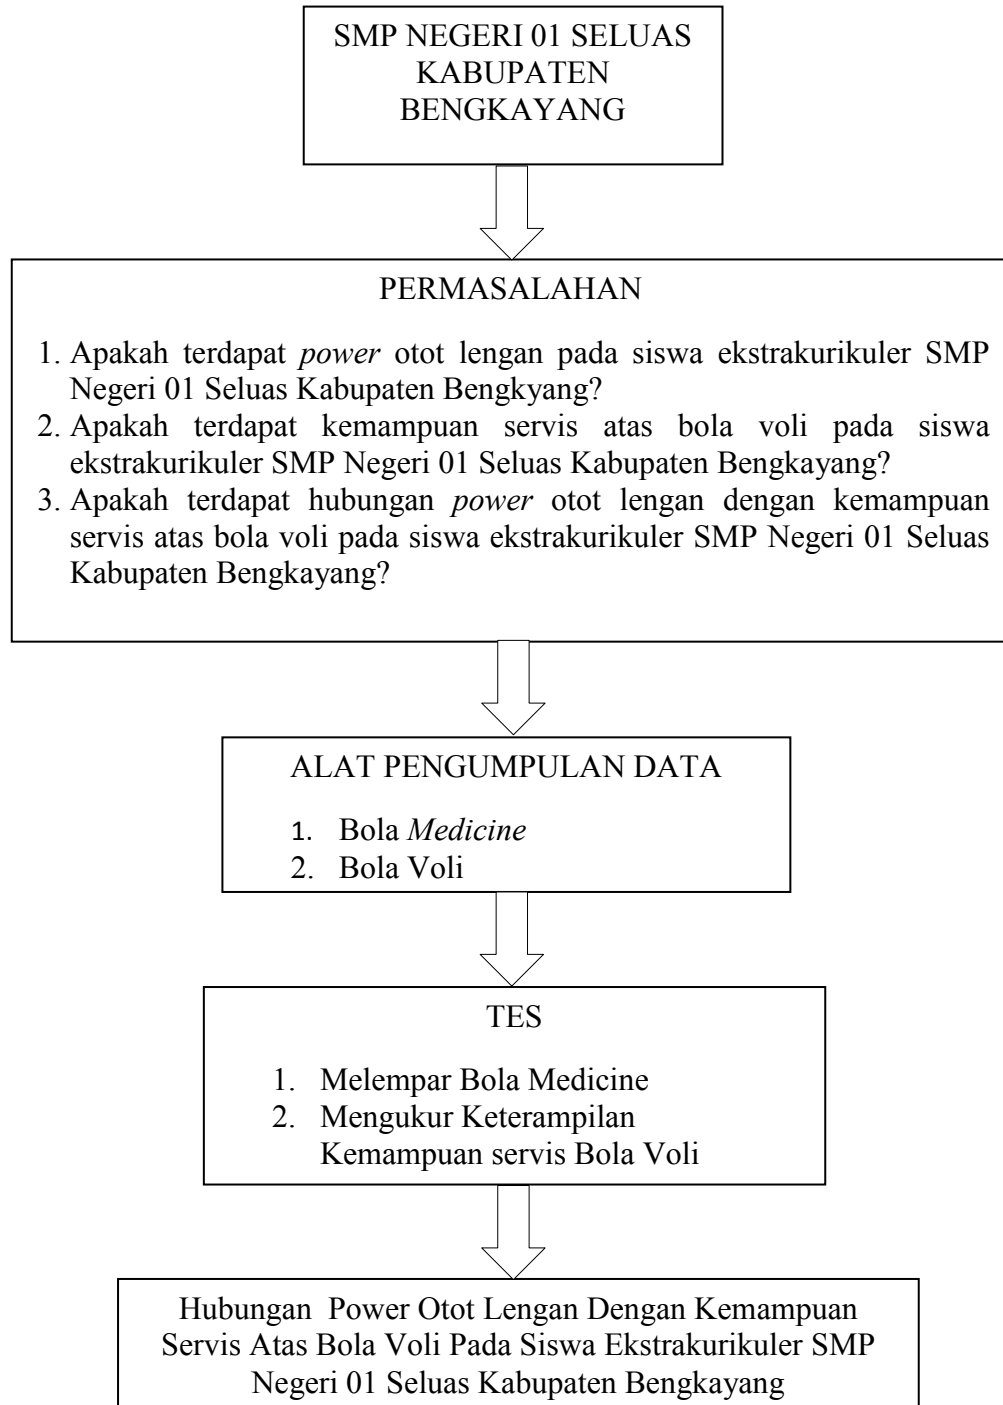 SMP NEGERI 01 SELUAS
KABUPATEN
BENGKAYANG
PERMASALAHAN
1. Apakah terdapat power otot lengan pada siswa ekstrakurikuler SMP
Negeri 01 Seluas Kabupaten Bengkyang?
2. Apakah terdapat kemampuan servis atas bola voli pada siswa
ekstrakurikuler SMP Negeri 01 Seluas Kabupaten Bengkayang?
3. Apakah terdapat hubungan power otot lengan dengan kemampuan
servis atas bola voli pada siswa ekstrakurikuler SMP Negeri 01 Seluas
Kabupaten Bengkayang?
ALAT PENGUMPULAN DATA
1. Bola Medicine
2. Bola Voli
TES
1. Melempar Bola Medicine
2. Mengukur Keterampilan
Kemampuan servis Bola Voli
Hubungan Power Otot Lengan Dengan Kemampuan
Servis Atas Bola Voli Pada Siswa Ekstrakurikuler SMP
Negeri 01 Seluas Kabupaten Bengkayang